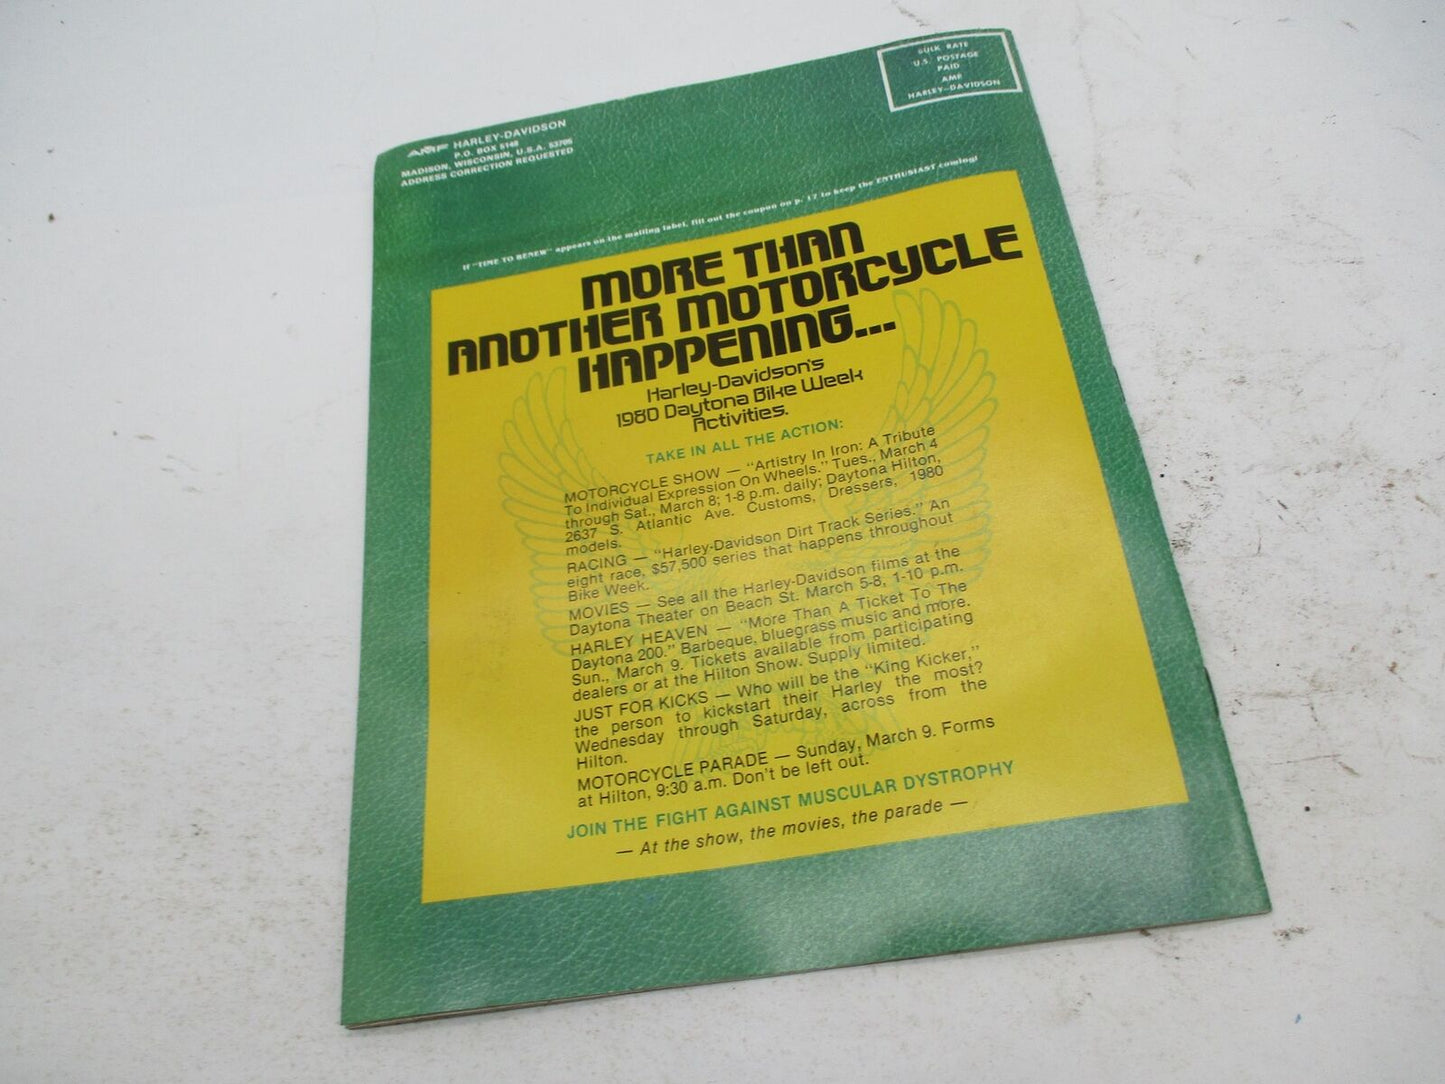 BULK RATE
U.S. POSTAGE
PAID
AMF
HARLEY-DAVIDSON
AMF HARLEY-DAVIDSON
P.O. BOX 5148
MADISON, WISCONSIN, U.S.A. 53705
ADDRESS CORRECTION REQUESTED
If "TIME TO RENEW" appears on the mailing label, fill out the coupon on p. 17 to keep the ENTHUSIAST coming!
MORE THAN
ANOTHER MOTORCYCLE
HAPPENING...
Harley-Davidson's
1980 Daytona Bike Week
Activities.
TAKE IN ALL THE ACTION:
MOTORCYCLE SHOW — "Artistry In Iron: A Tribute
To Individual Expression On Wheels." Tues., March 4
through Sat., March 8; 1-8 p.m. daily; Daytona Hilton,
2637 S. Atlantic Ave. Customs, Dressers, 1980
models.
RACING — "Harley-Davidson Dirt Track Series." An
eight race, $57,500 series that happens throughout
Bike Week.
MOVIES — See all the Harley-Davidson films at the
Daytona Theater on Beach St. March 5-8, 1-10 p.m.
HARLEY HEAVEN — "More Than A Ticket To The
Daytona 200." Barbeque, bluegrass music and more.
Sun., March 9. Tickets available from participating
dealers or at the Hilton Show. Supply limited.
JUST FOR KICKS — Who will be the "King Kicker,"
the person to kickstart their Harley the most?
Wednesday through Saturday, across from the
Hilton.
MOTORCYCLE PARADE — Sunday, March 9. Forms
at Hilton, 9:30 a.m. Don't be left out.
JOIN THE FIGHT AGAINST MUSCULAR DYSTROPHY
— At the show, the movies, the parade —